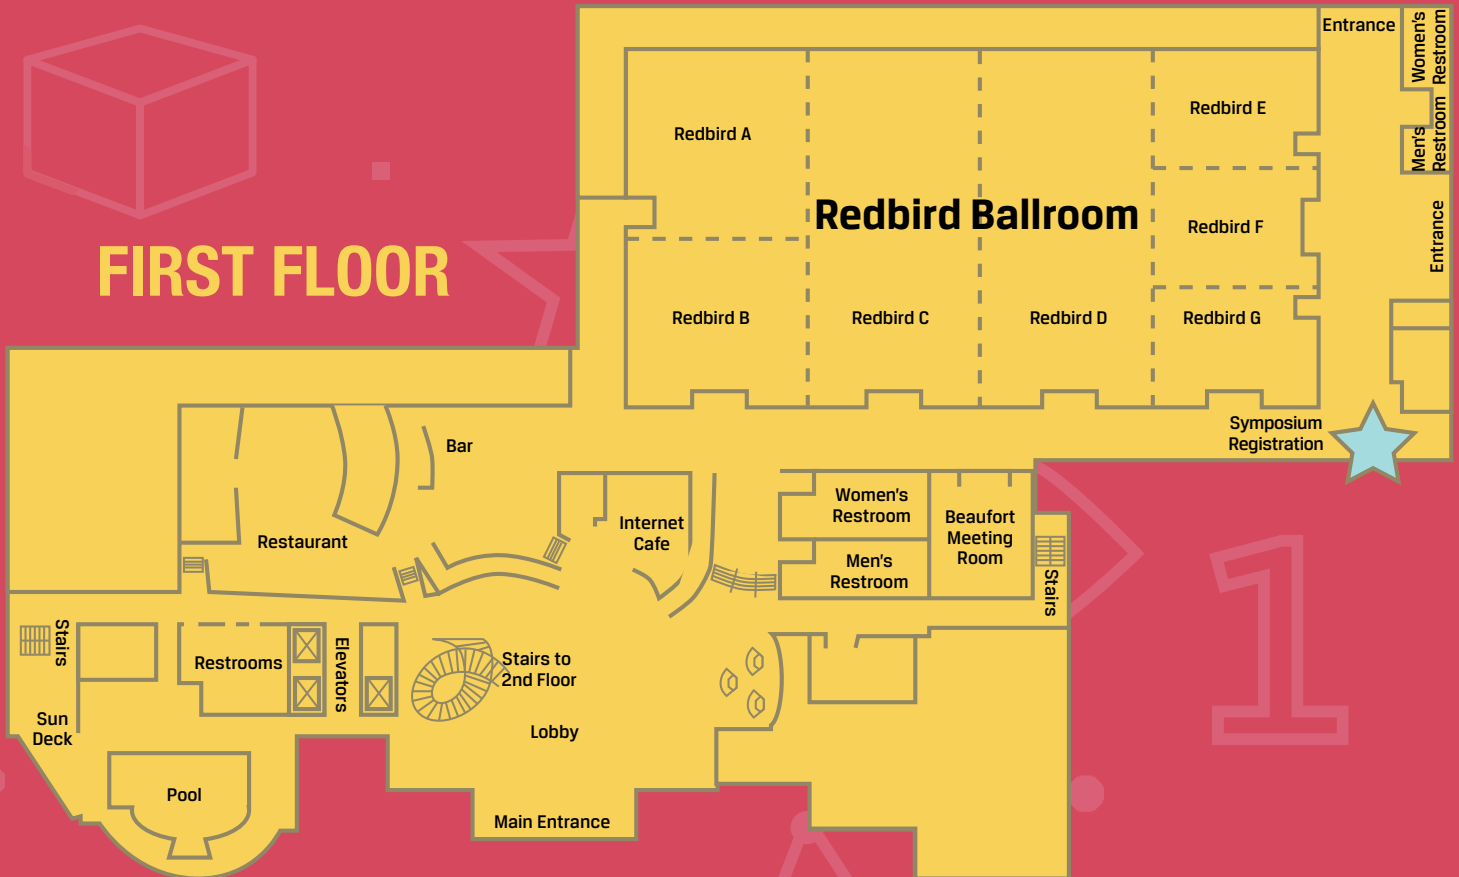 FIRST FLOOR
Entrance
Women's
Restroom
Men's
Restroom
Entrance
Redbird A
Redbird E
Redbird Ballroom
Redbird F
Redbird B
Redbird C
Redbird D
Redbird G
Symposium
Registration
Bar
Restaurant
Internet
Cafe
Women's
Restroom
Men's
Restroom
Beaufort
Meeting
Room
Stairs
Stairs
Restrooms
Elevators
Stairs to
2nd Floor
Lobby
Sun
Deck
Pool
Main Entrance
1